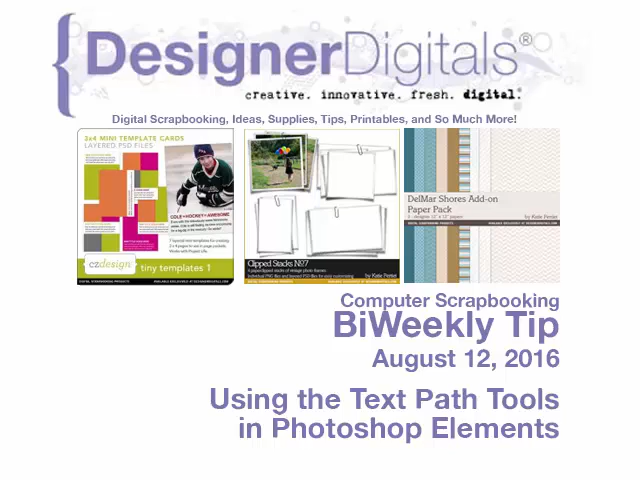 DesignerDigitals®
creative. innovative. fresh. digital.
Digital Scrapbooking, Ideas, Supplies, Tips, Printables, and So Much More!
3x4 MINI TEMPLATE CARDS
LAYERED PSD FILES
COLE • HOCKEY • AWESOME
czdesign
tiny templates 1
Clipped Stacks No7
by Katie Pertiet
DelMar Shores Add-on
Paper Pack
by Katie Pertiet
Computer Scrapbooking
BiWeekly Tip
August 12, 2016
Using the Text Path Tools
in Photoshop Elements